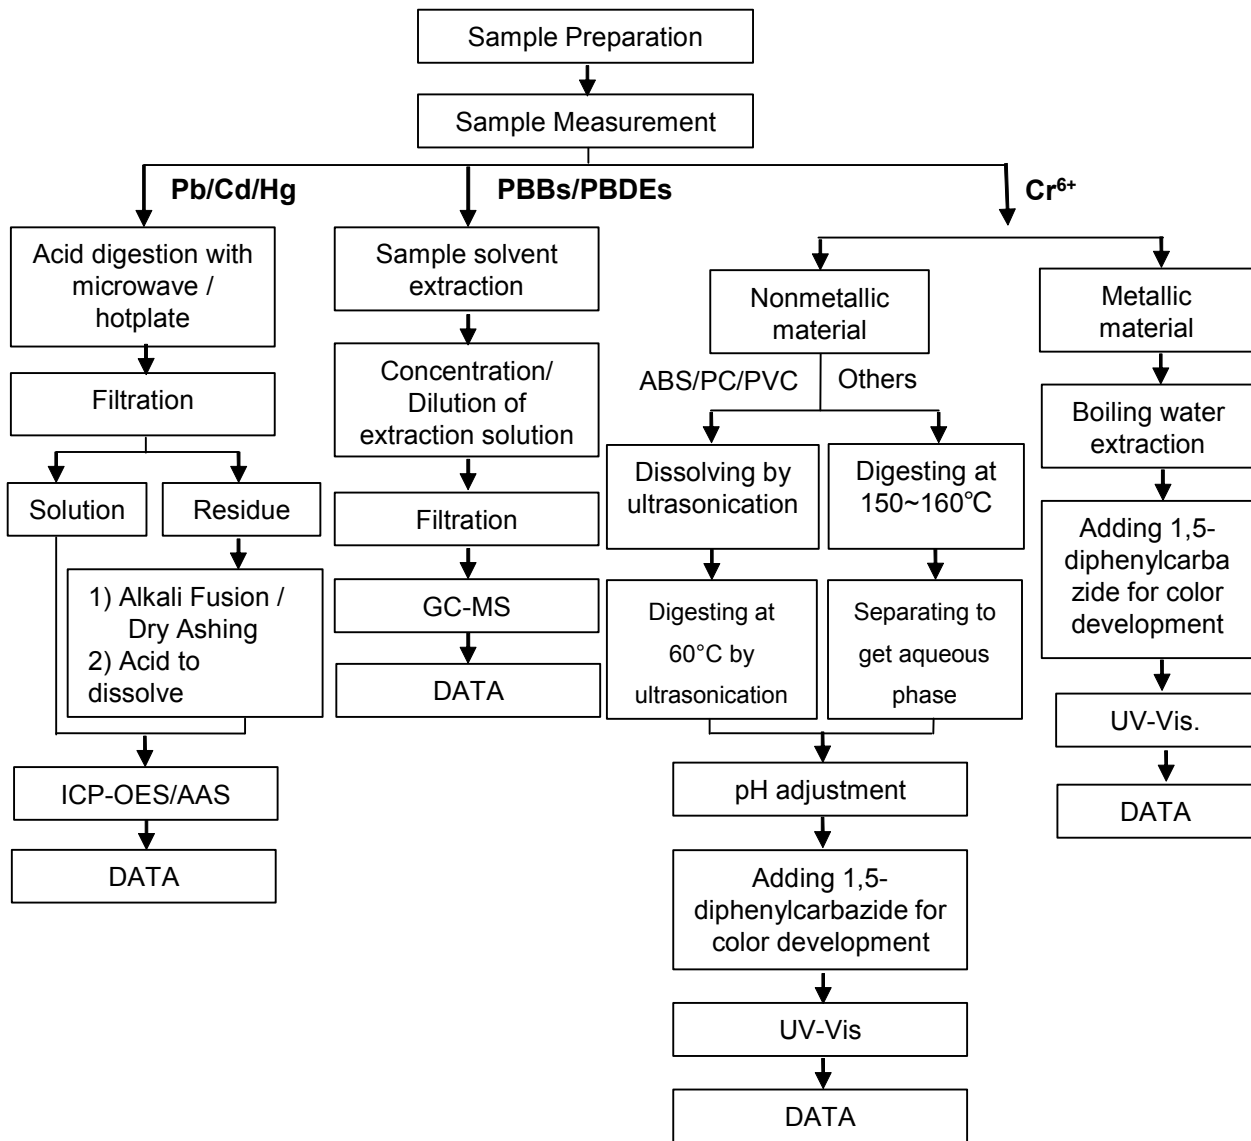 Sample Preparation
Sample Measurement
Pb/Cd/Hg
PBBs/PBDEs
Cr⁶⁺
Acid digestion with
microwave /
hotplate
Filtration
Solution
Residue
1) Alkali Fusion /
Dry Ashing
2) Acid to
dissolve
ICP-OES/AAS
DATA
Sample solvent
extraction
Concentration/
Dilution of
extraction solution
Filtration
GC-MS
DATA
Nonmetallic
material
ABS/PC/PVC
Others
Dissolving by
ultrasonication
Digesting at
60°C by
ultrasonication
Digesting at
150~160℃
Separating to
get aqueous
phase
pH adjustment
Adding 1,5-
diphenylcarbazide for
color development
UV-Vis
DATA
Metallic
material
Boiling water
extraction
Adding 1,5-
diphenylcarba
zide for color
development
UV-Vis.
DATA